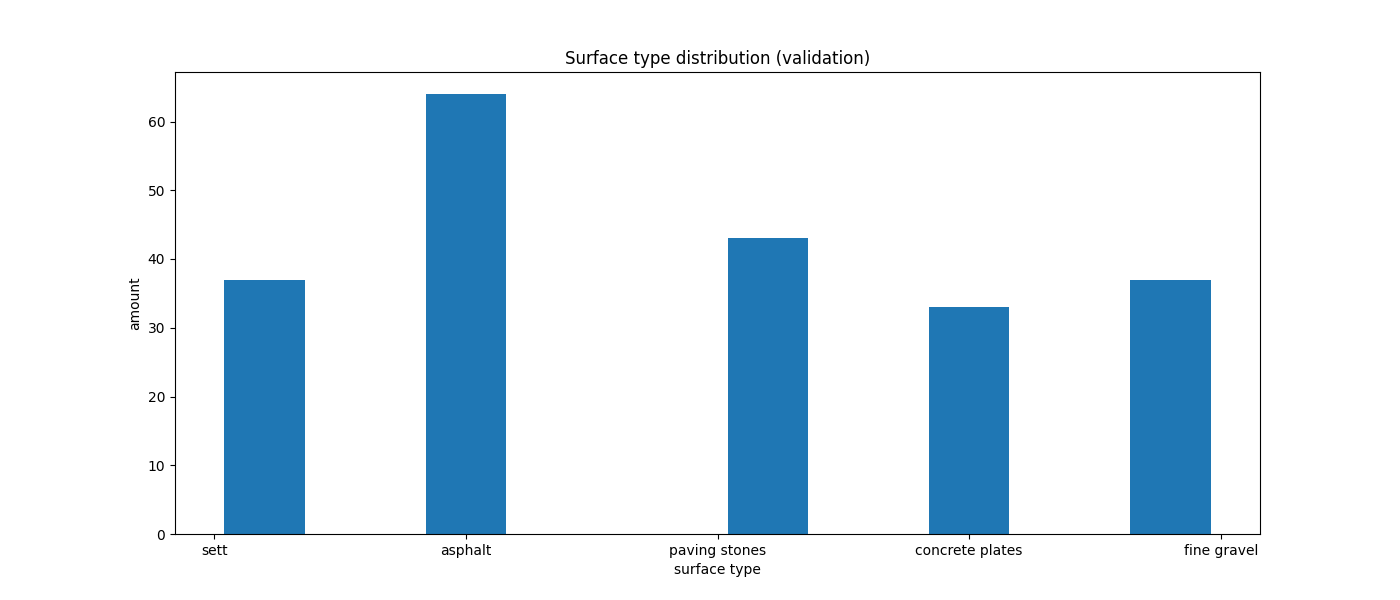 Surface type distribution (validation)
amount
60
50
40
30
20
10
0
sett asphalt paving stones concrete plates fine gravel
surface type